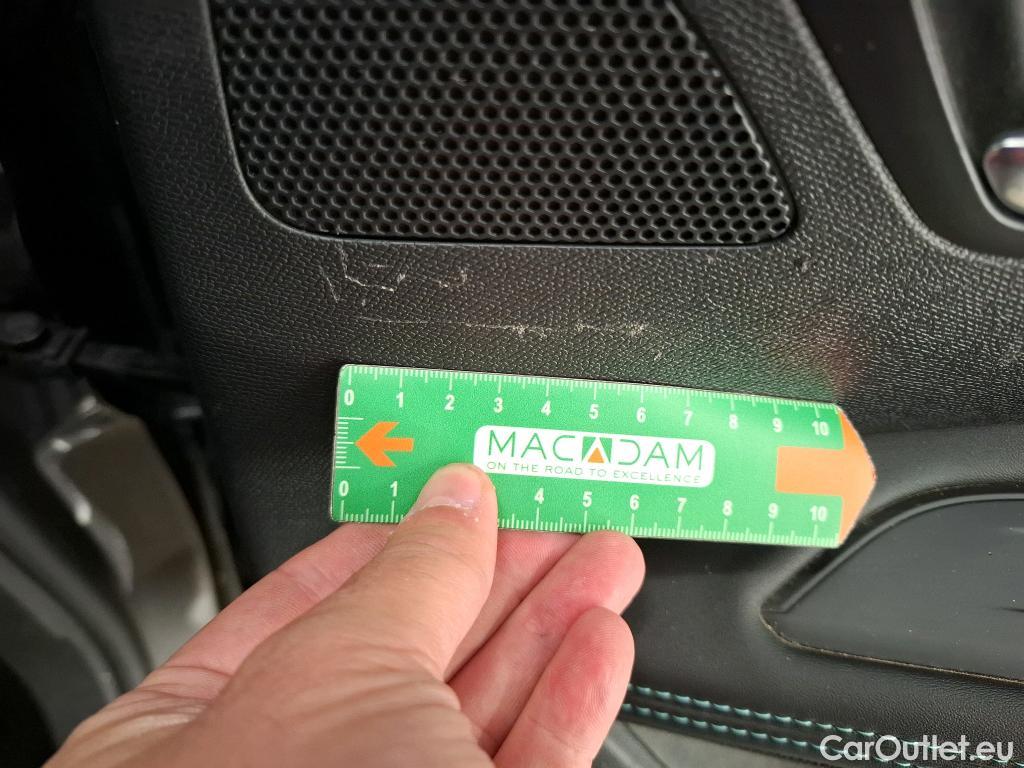 0 1 2 3 4 5 6 7 8 9 10
MACADAM
ON THE ROAD TO EXCELLENCE
0 1 4 5 6 7 8 9 10
CarOutlet.eu